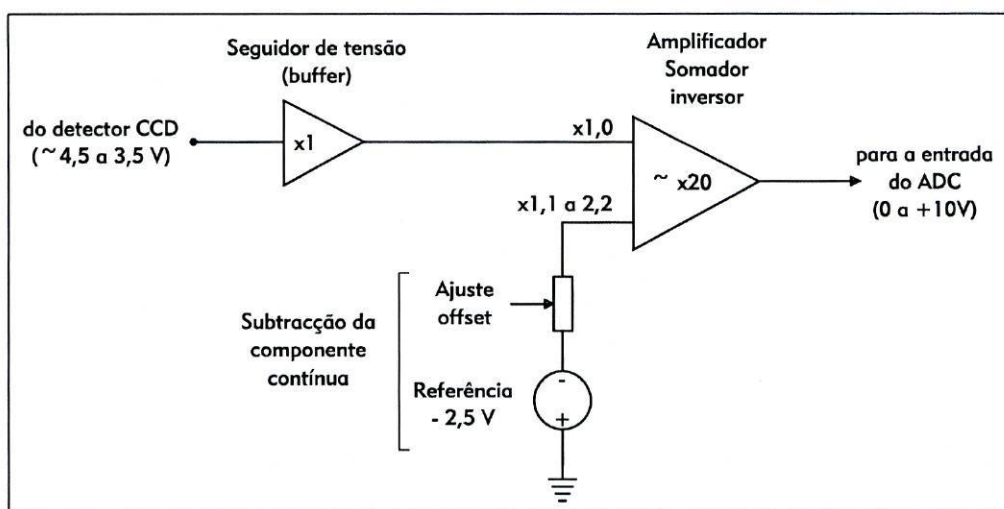 Seguidor de tensão
(buffer)
Amplificador
Somador
inversor
do detector CCD
(~4,5 a 3,5 V)
x1
x1,0
~ x20
x1,1 a 2,2
para a entrada
do ADC
(0 a +10V)
Subtracção da
componente
contínua
Ajuste
offset
Referência
- 2,5 V
-
+